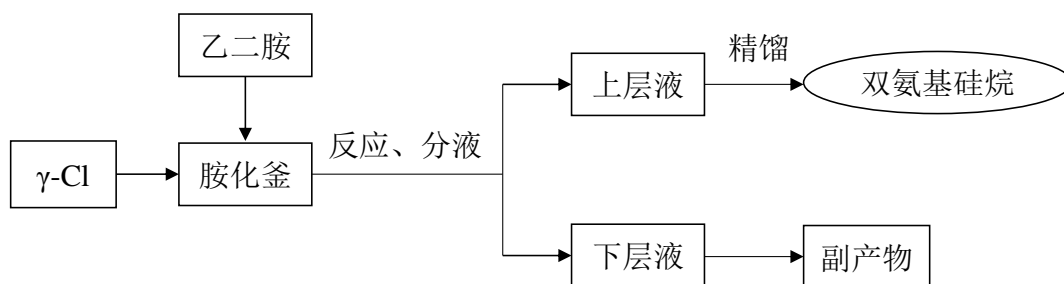 乙二胺
γ-Cl
胺化釜
反应、分液
上层液
精馏
双氨基硅烷
下层液
副产物